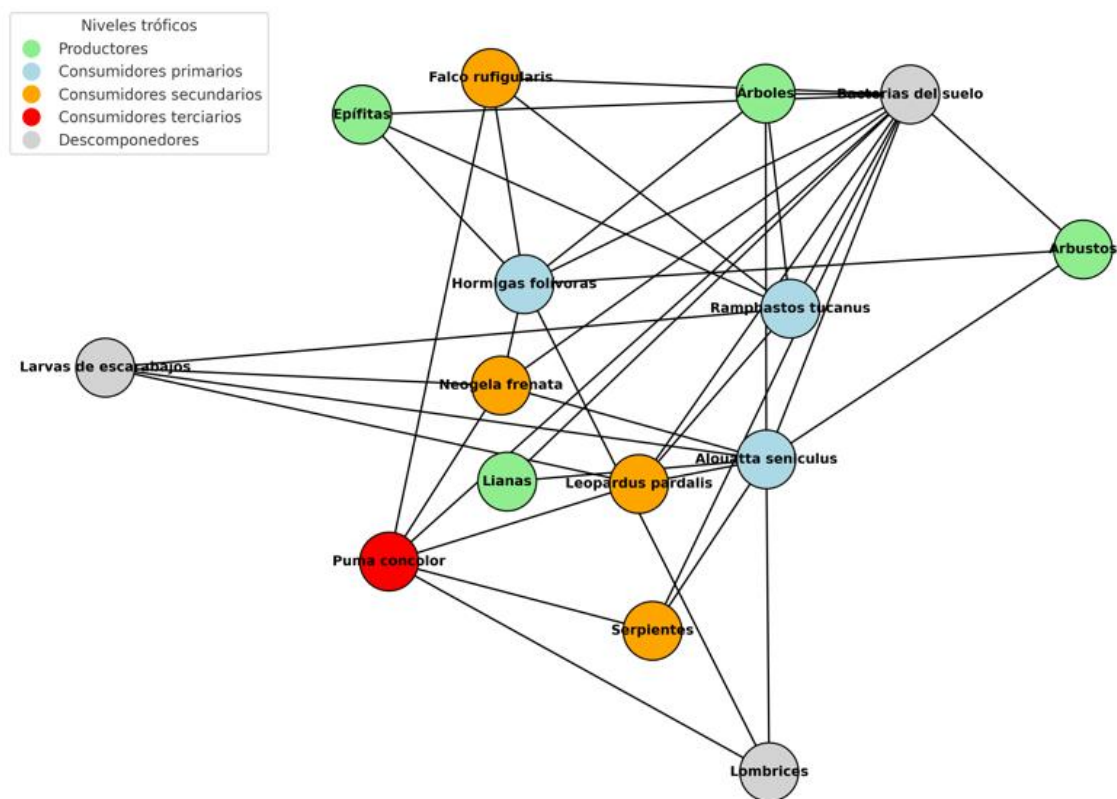 Niveles tróficos
Productores
Consumidores primarios
Consumidores secundarios
Consumidores terciarios
Descomponedores
Falco rufigularis
Árboles
Bacterias del suelo
Epífitas
Arbustos
Hormigas folívoras
Ramphastos tucanus
Larvas de escarabajos
Neogela frenata
Alouatta seniculus
Lianas
Leopardus pardalis
Puma concolor
Serpientes
Lombrices